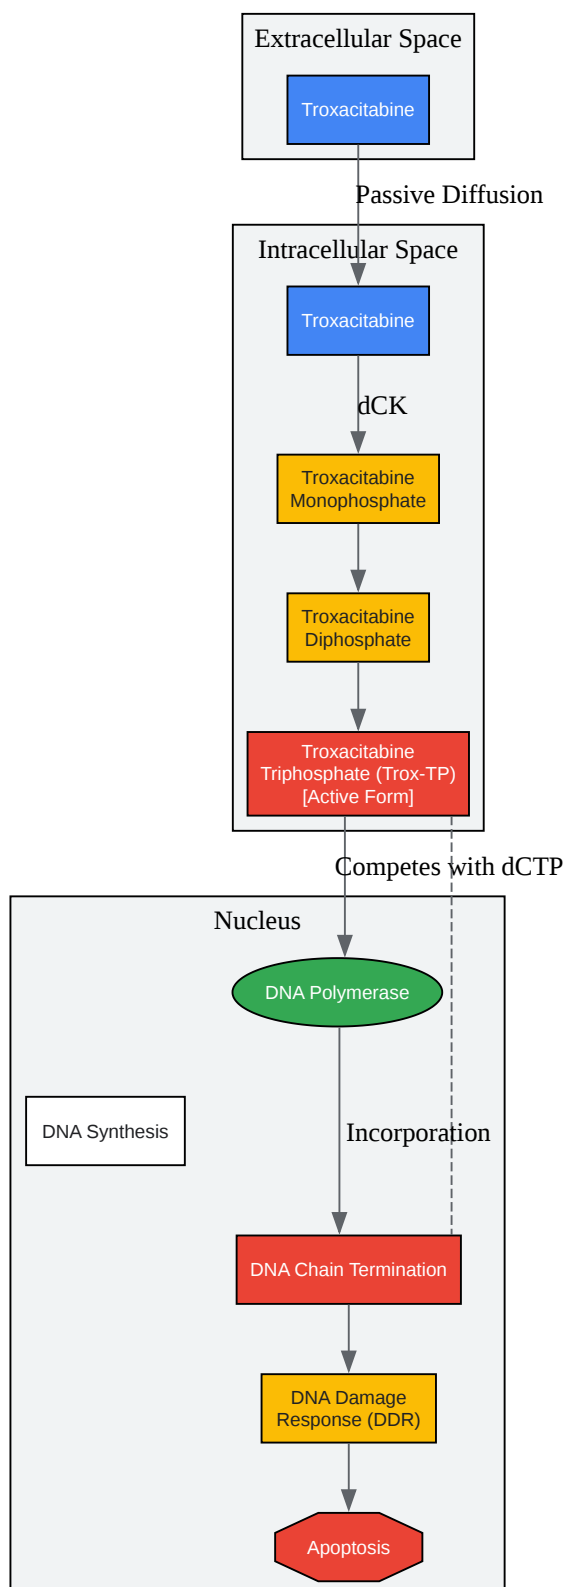 Extracellular Space
Troxacitabine
Passive Diffusion
Intracellular Space
Troxacitabine
dCK
Troxacitabine
Monophosphate
Troxacitabine
Diphosphate
Troxacitabine
Triphosphate (Trox-TP)
[Active Form]
Competes with dCTP
Nucleus
DNA Polymerase
DNA Synthesis
Incorporation
DNA Chain Termination
DNA Damage
Response (DDR)
Apoptosis